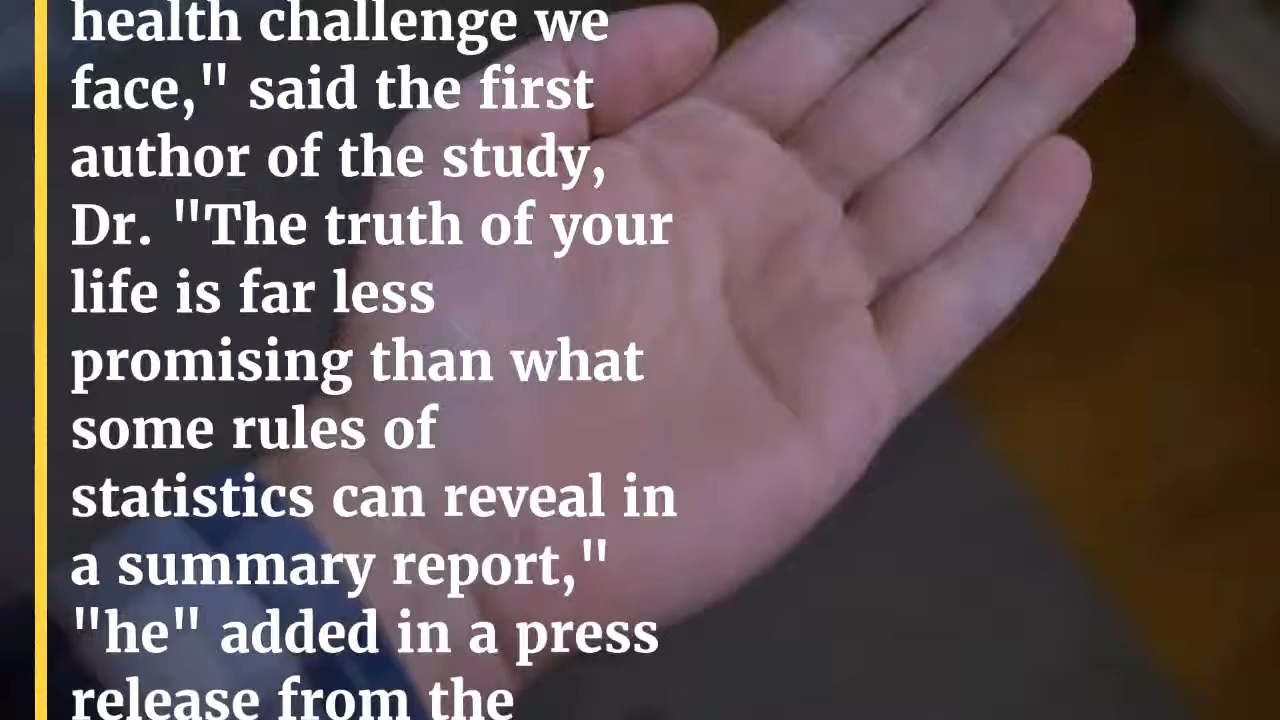 health challenge we
face," said the first
author of the study,
Dr. "The truth of your
life is far less
promising than what
some rules of
statistics can reveal in
a summary report,"
"he" added in a press
release from the